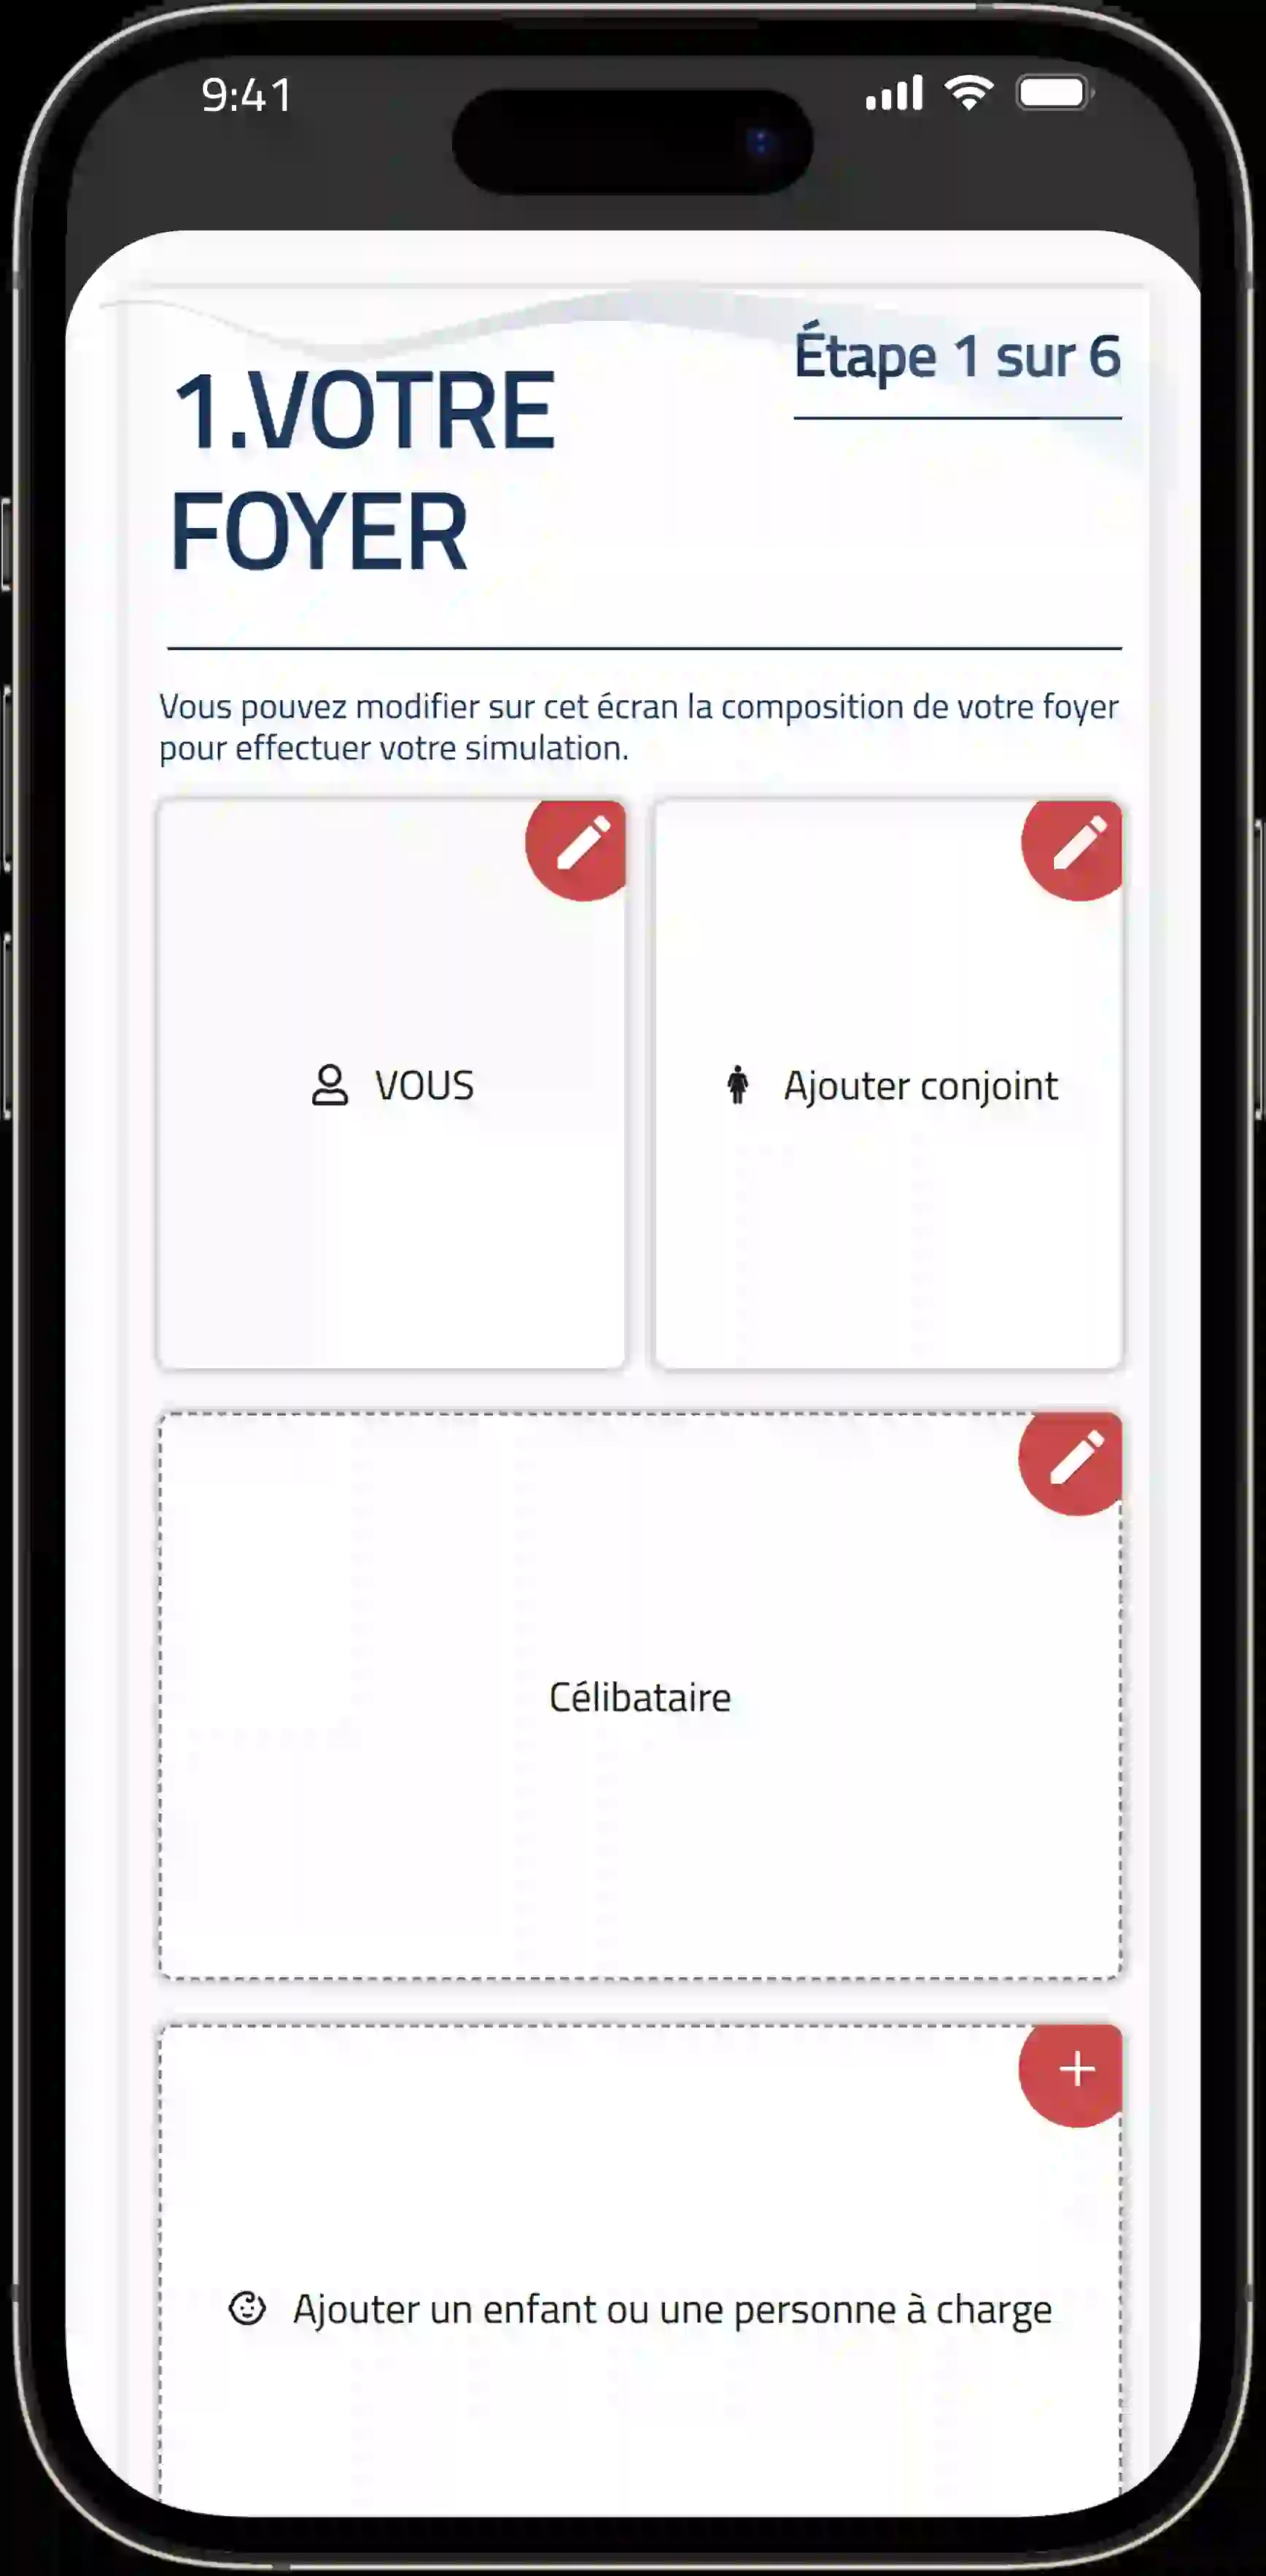 9:41
Étape 1 sur 6
1.VOTRE
FOYER
Vous pouvez modifier sur cet écran la composition de votre foyer
pour effectuer votre simulation.
VOUS
Ajouter conjoint
Célibataire
Ajouter un enfant ou une personne à charge